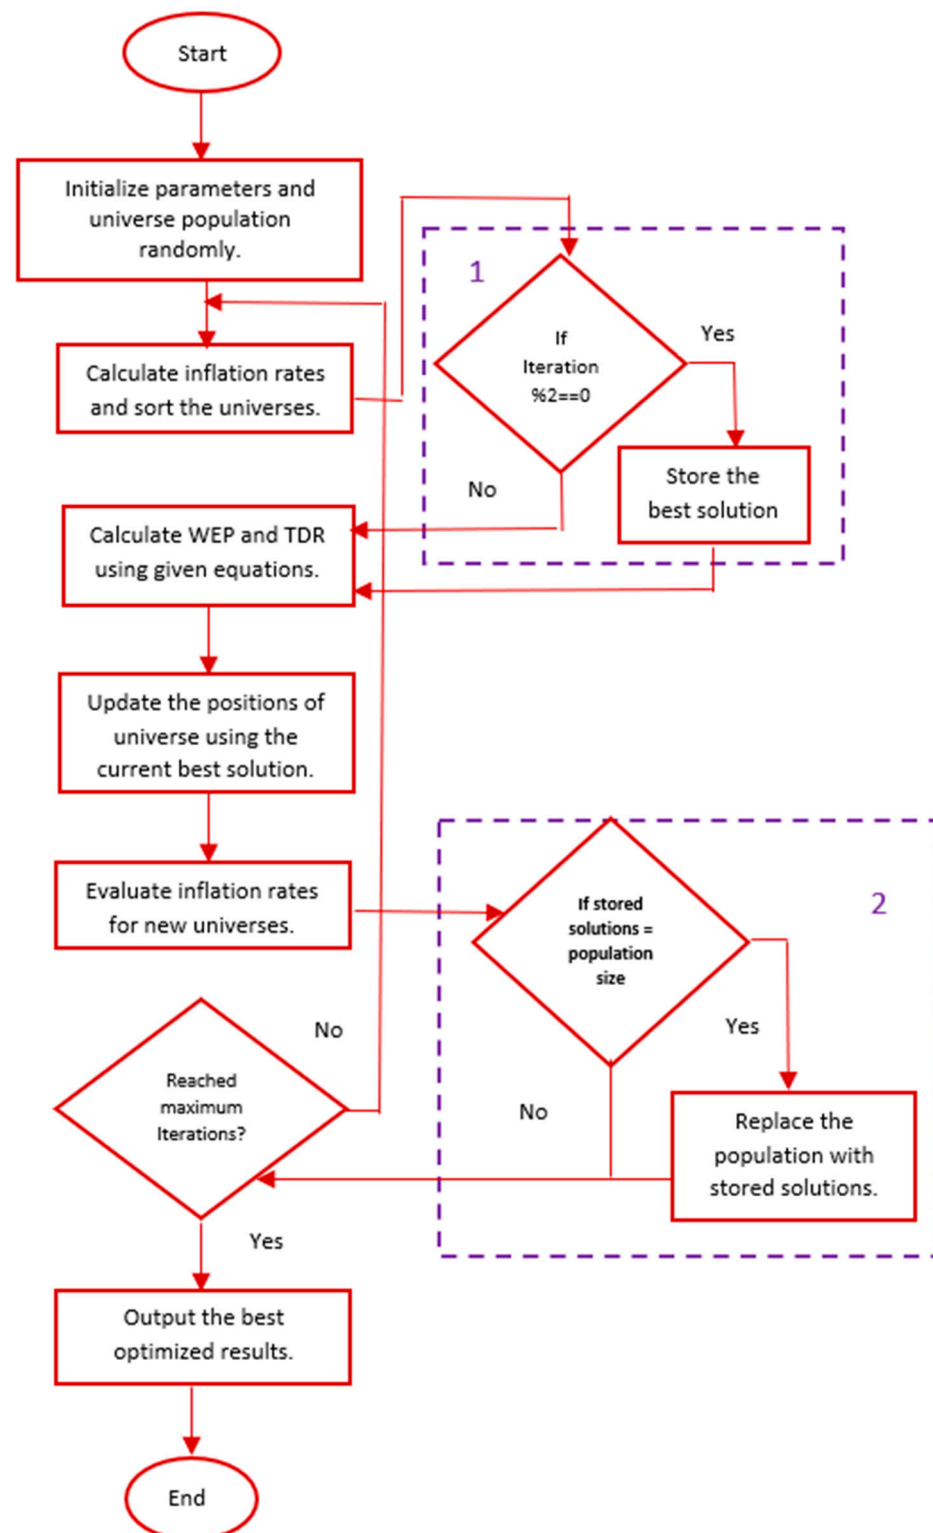 Start
Initialize parameters and
universe population
randomly.
Calculate inflation rates
and sort the universes.
1
If
Iteration
%2==0
Yes
No
Store the
best solution
Calculate WEP and TDR
using given equations.
Update the positions of
universe using the
current best solution.
Evaluate inflation rates
for new universes.
2
If stored
solutions =
population
size
Yes
No
Replace the
population with
stored solutions.
Reached
maximum
Iterations?
No
Yes
Output the best
optimized results.
End